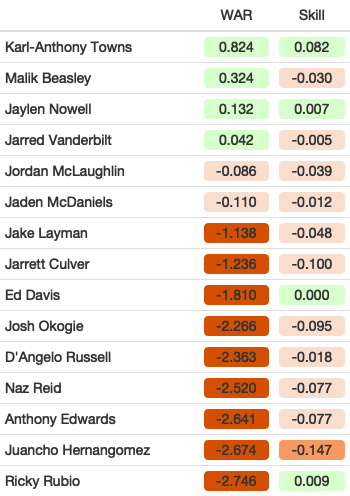 WAR Skill
Karl-Anthony Towns 0.824 0.082
Malik Beasley 0.324 -0.030
Jaylen Nowell 0.132 0.007
Jarred Vanderbilt 0.042 -0.005
Jordan McLaughlin -0.086 -0.039
Jaden McDaniels -0.110 -0.012
Jake Layman -1.138 -0.048
Jarrett Culver -1.236 -0.100
Ed Davis -1.810 0.000
Josh Okogie -2.266 -0.095
D'Angelo Russell -2.363 -0.018
Naz Reid -2.520 -0.077
Anthony Edwards -2.641 -0.077
Juancho Hernangomez -2.674 -0.147
Ricky Rubio -2.746 0.009